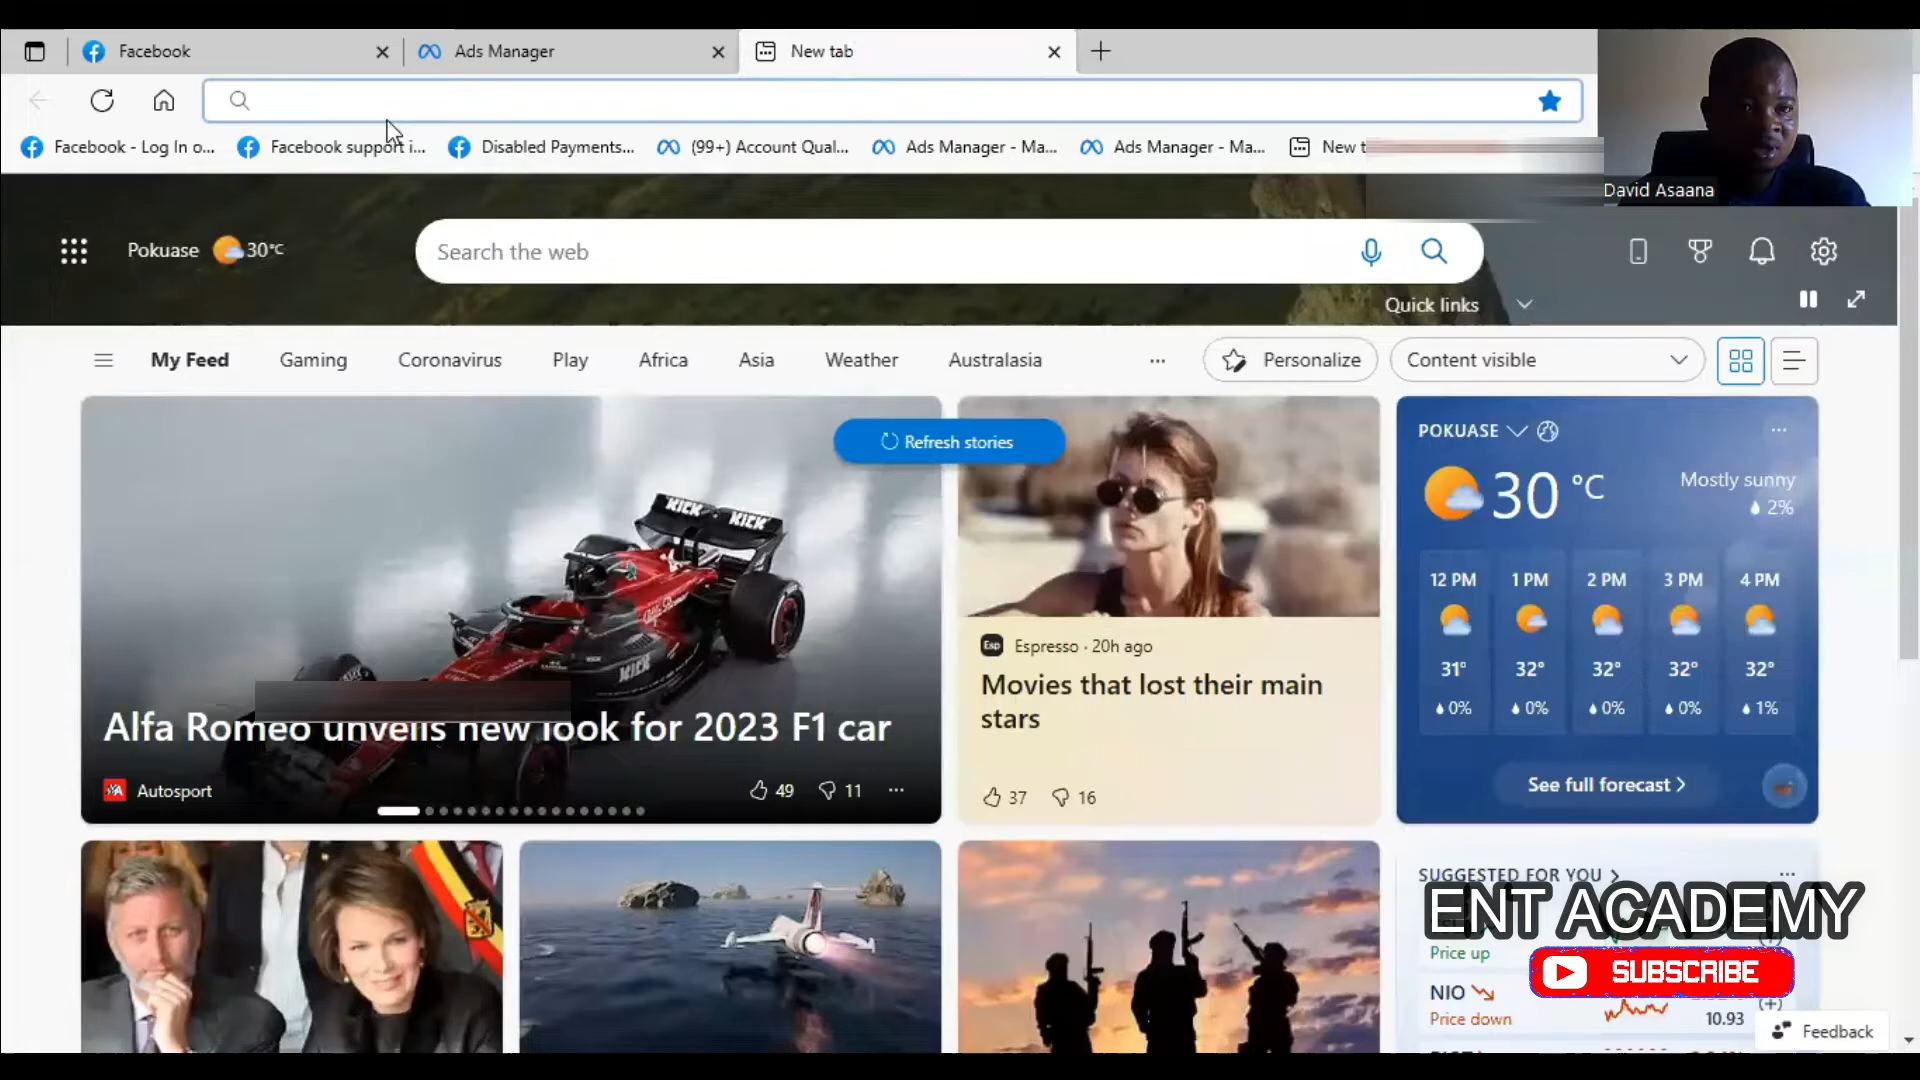 Facebook
Ads Manager
New tab
Facebook - Log In o...
Facebook support i...
Disabled Payments...
(99+) Account Qual...
Ads Manager - Ma...
Ads Manager - Ma...
New t
David Asaana
Pokuase 30°C
Search the web
Quick links
My Feed
Gaming
Coronavirus
Play
Africa
Asia
Weather
Australasia
...
Personalize
Content visible
Refresh stories
KICK KICK
KICK
Alfa Romeo unveils new look for 2023 F1 car
Autosport
49
11
...
Esp Espresso · 20h ago
Movies that lost their main
stars
37
16
POKUASE
...
30 °C
Mostly sunny
2%
12 PM 1 PM 2 PM 3 PM 4 PM
31° 32° 32° 32° 32°
0% 0% 0% 0% 1%
See full forecast >
SUGGESTED FOR YOU >
...
ENT ACADEMY
Price up
SUBSCRIBE
NIO
Price down
10.93
Feedback